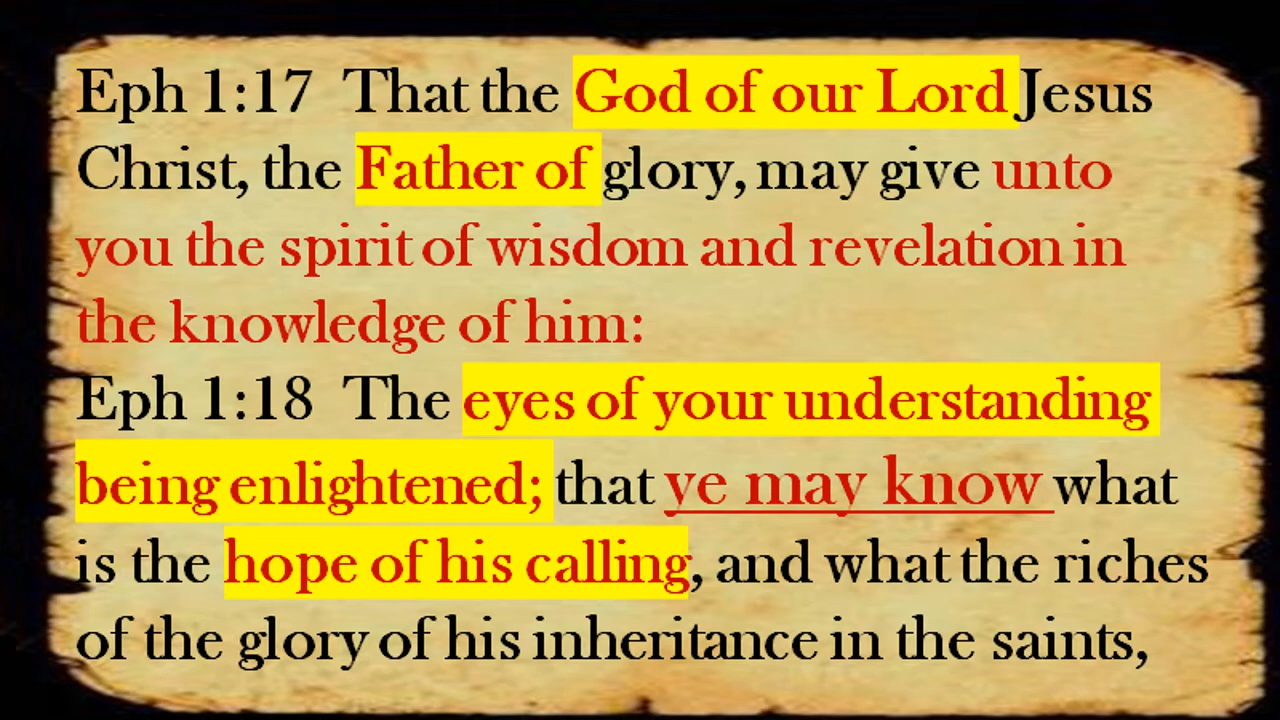 Eph 1:17 That the God of our Lord Jesus
Christ, the Father of glory, may give unto
you the spirit of wisdom and revelation in
the knowledge of him:
Eph 1:18 The eyes of your understanding
being enlightened; that ye may know what
is the hope of his calling, and what the riches
of the glory of his inheritance in the saints,